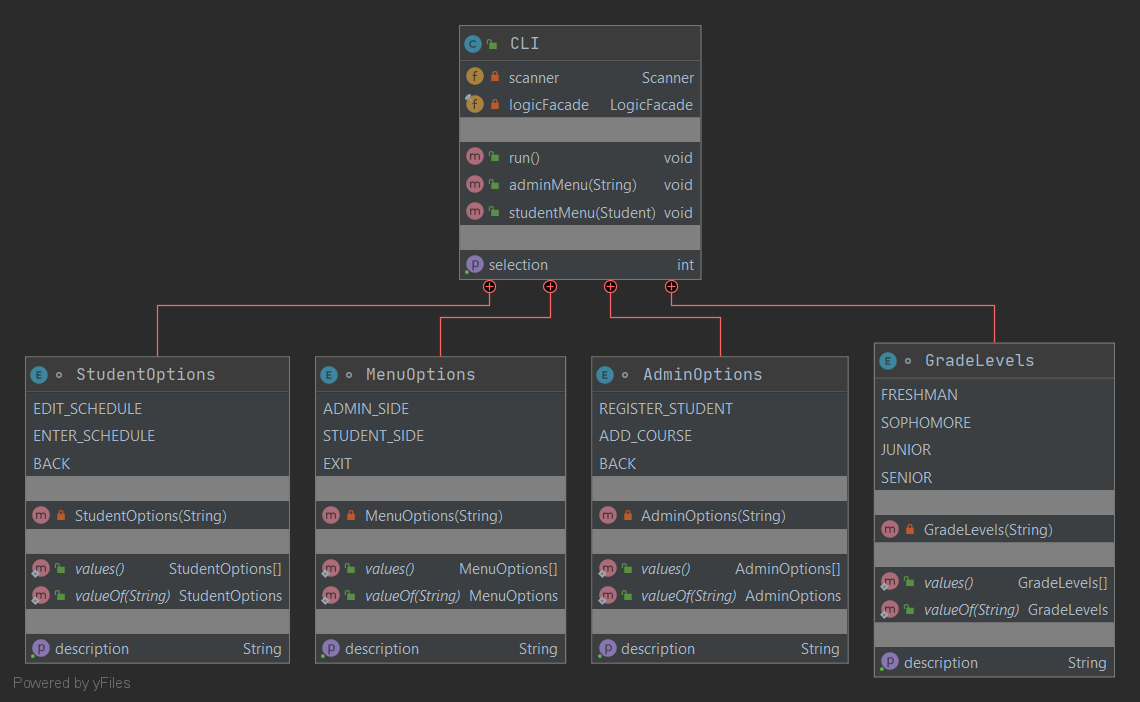 CLI
scanner Scanner
logicFacade LogicFacade
run() void
adminMenu(String) void
studentMenu(Student) void
selection int
StudentOptions
EDIT_SCHEDULE
ENTER_SCHEDULE
BACK
StudentOptions(String)
values() StudentOptions[]
valueOf(String) StudentOptions
description String
MenuOptions
ADMIN_SIDE
STUDENT_SIDE
EXIT
MenuOptions(String)
values() MenuOptions[]
valueOf(String) MenuOptions
description String
AdminOptions
REGISTER_STUDENT
ADD_COURSE
BACK
AdminOptions(String)
values() AdminOptions[]
valueOf(String) AdminOptions
description String
GradeLevels
FRESHMAN
SOPHOMORE
JUNIOR
SENIOR
GradeLevels(String)
values() GradeLevels[]
valueOf(String) GradeLevels
description String
Powered by yFiles